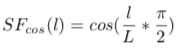 SF_{cos}(l) = cos(\frac{l}{L} * \frac{\pi}{2})